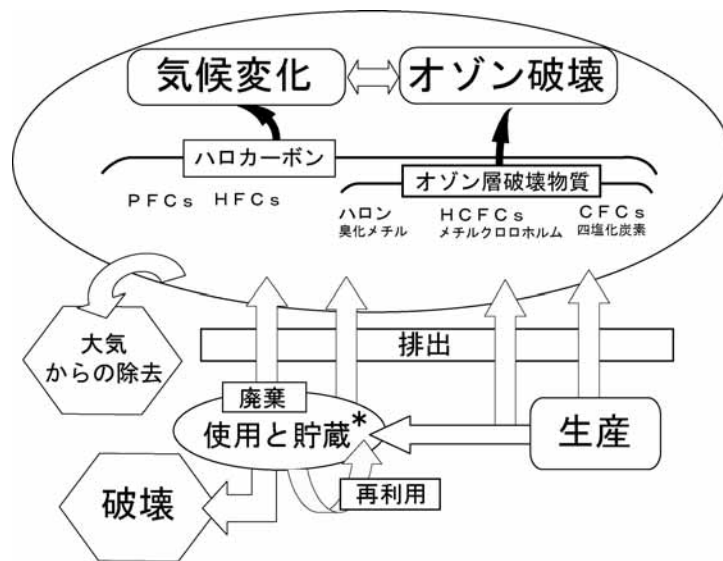 気候変化
オゾン破壊
ハロカーボン
オゾン層破壊物質
PFCs HFCs
ハロン
臭化メチル
HCFCs
メチルクロロホルム
CFCs
四塩化炭素
大気
からの除去
排出
廃棄
使用と貯蔵*
生産
再利用
破壊